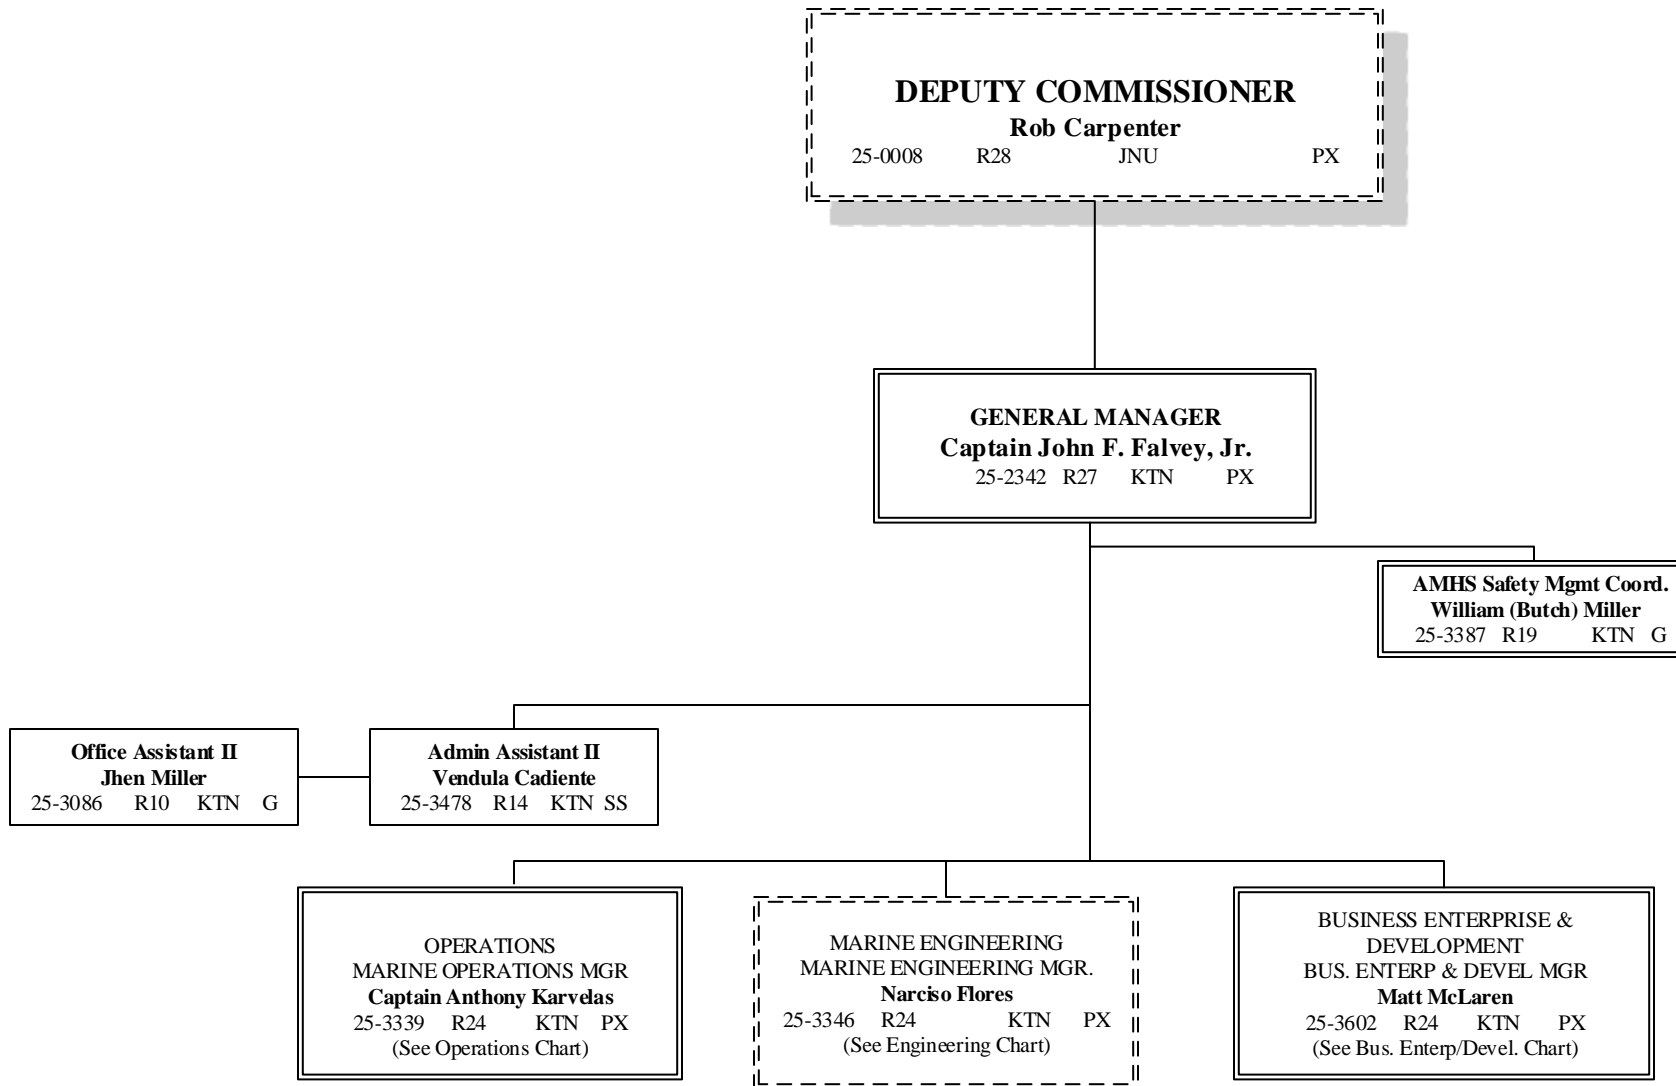 DEPUTY COMMISSIONER
Rob Carpenter
25-0008 R28 JNU PX
GENERAL MANAGER
Captain John F. Falvey, Jr.
25-2342 R27 KTN PX
AMHS Safety Mgmt Coord.
William (Butch) Miller
25-3387 R19 KTN G
Office Assistant II
Jhen Miller
25-3086 R10 KTN G
Admin Assistant II
Vendula Cadiente
25-3478 R14 KTN SS
OPERATIONS
MARINE OPERATIONS MGR
Captain Anthony Karvelas
25-3339 R24 KTN PX
(See Operations Chart)
MARINE ENGINEERING
MARINE ENGINEERING MGR.
Narciso Flores
25-3346 R24 KTN PX
(See Engineering Chart)
BUSINESS ENTERPRISE &
DEVELOPMENT
BUS. ENTERP & DEVEL MGR
Matt McLaren
25-3602 R24 KTN PX
(See Bus. Enterp/Devel. Chart)